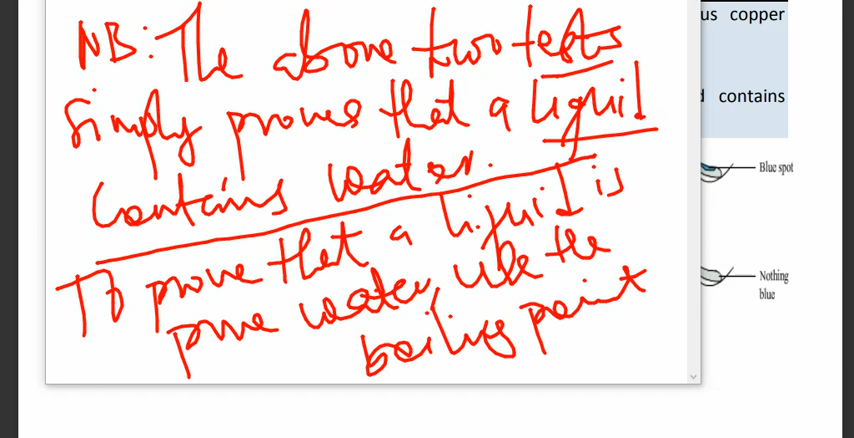 NB: The above two tests
simply proves that a liquid
contains water.
To prove that a liquid is
pure water, use the
boiling point
us copper
contains
Blue spot
Nothing
blue